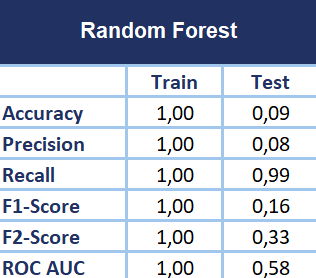 Random Forest
Train Test
Accuracy 1,00 0,09
Precision 1,00 0,08
Recall 1,00 0,99
F1-Score 1,00 0,16
F2-Score 1,00 0,33
ROC AUC 1,00 0,58